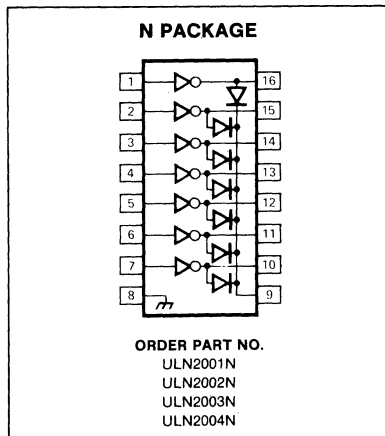 N PACKAGE
1 16
2 15
3 14
4 13
5 12
6 11
7 10
8 9
ORDER PART NO.
ULN2001N
ULN2002N
ULN2003N
ULN2004N